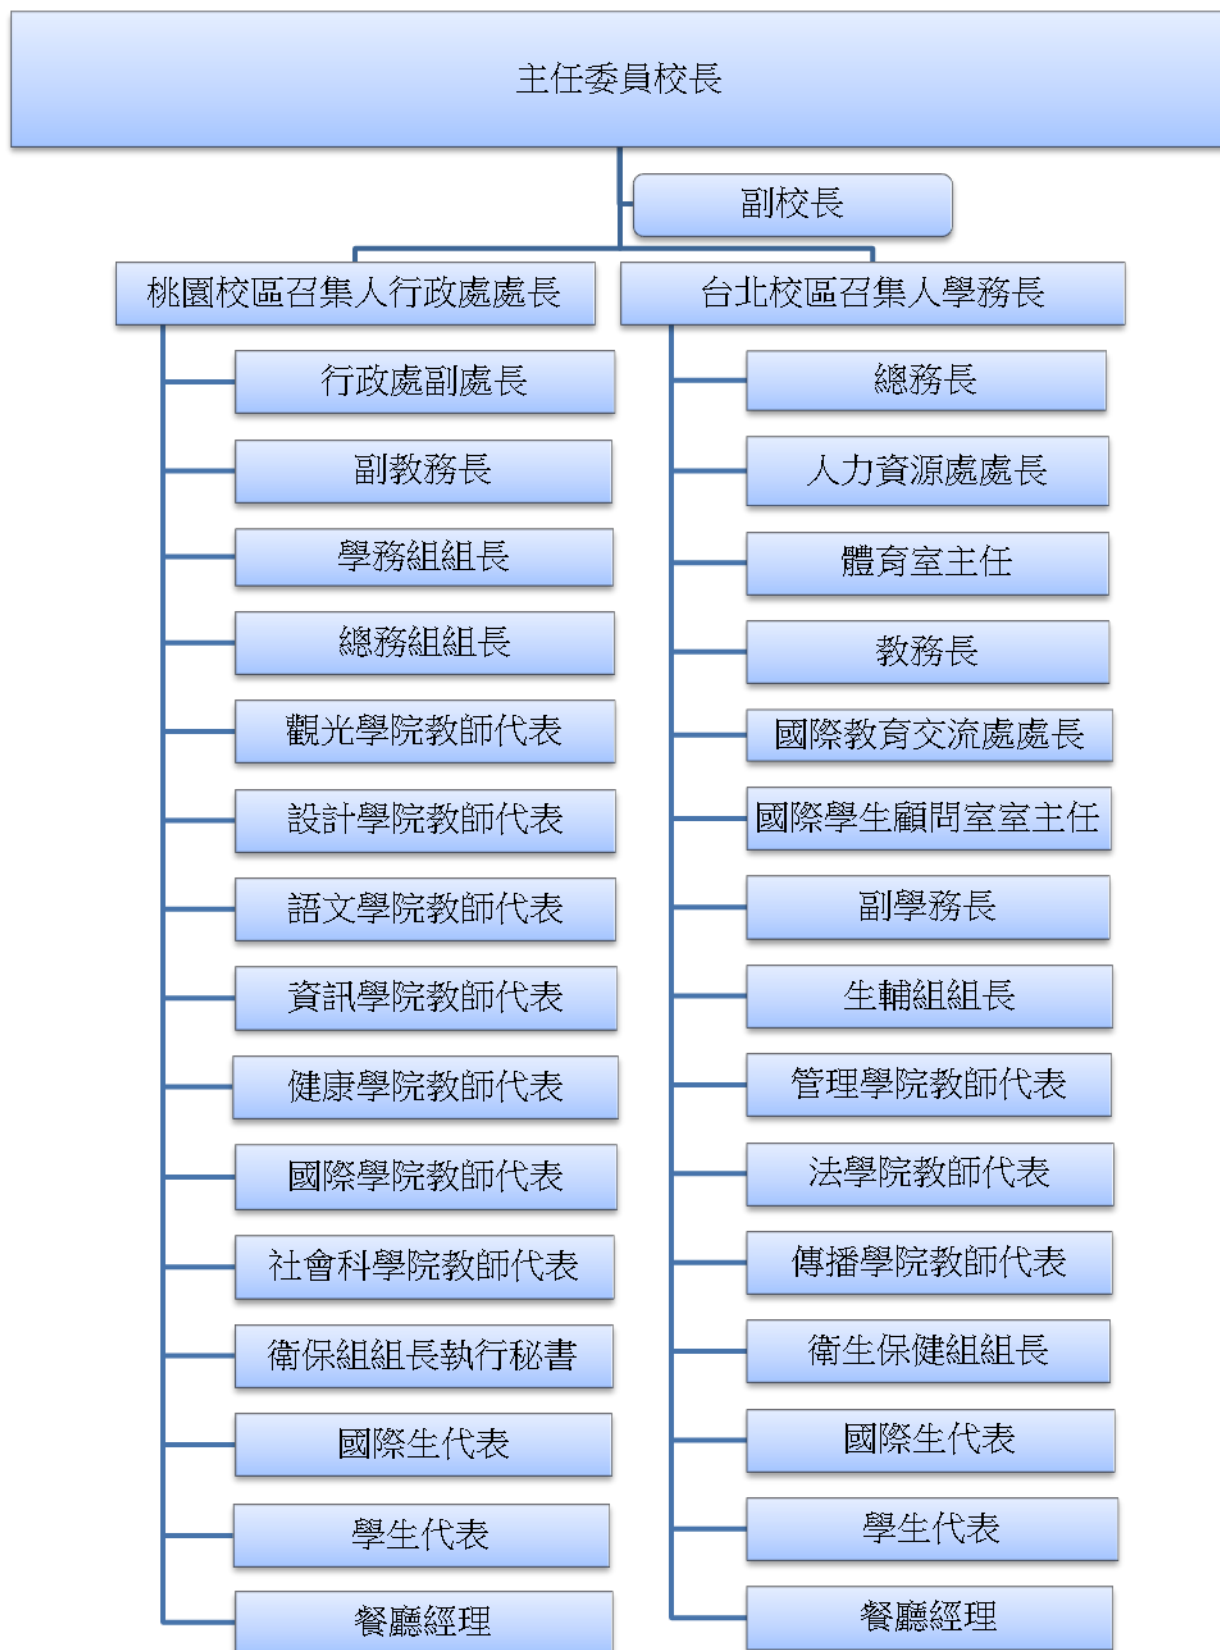 主任委員校長
副校長
桃園校區召集人行政處處長
行政處副處長
副教務長
學務組組長
總務組組長
觀光學院教師代表
設計學院教師代表
語文學院教師代表
資訊學院教師代表
健康學院教師代表
國際學院教師代表
社會科學院教師代表
衛保組組長執行秘書
國際生代表
學生代表
餐廳經理
台北校區召集人學務長
總務長
人力資源處處長
體育室主任
教務長
國際教育交流處處長
國際學生顧問室室主任
副學務長
生輔組組長
管理學院教師代表
法學院教師代表
傳播學院教師代表
衛生保健組組長
國際生代表
學生代表
餐廳經理